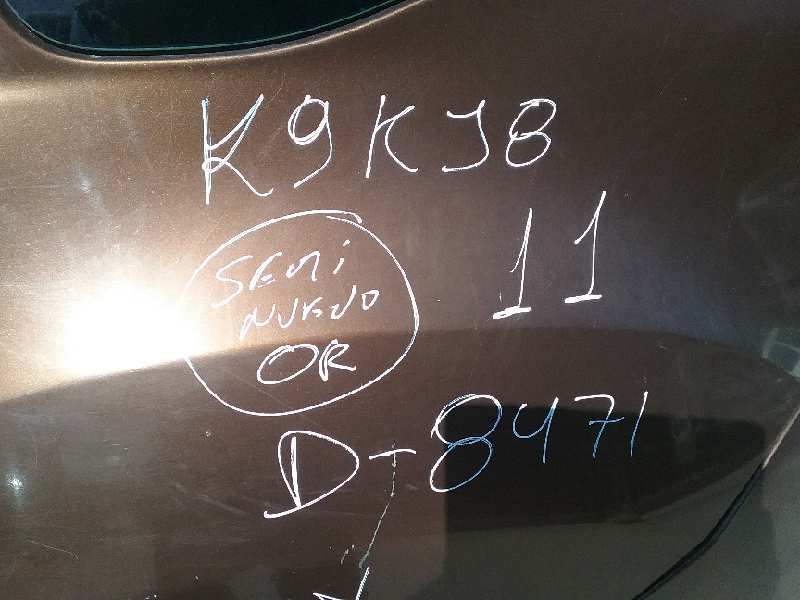 K9KJ8
11
SEMI
NUEVO
OR
D-8471